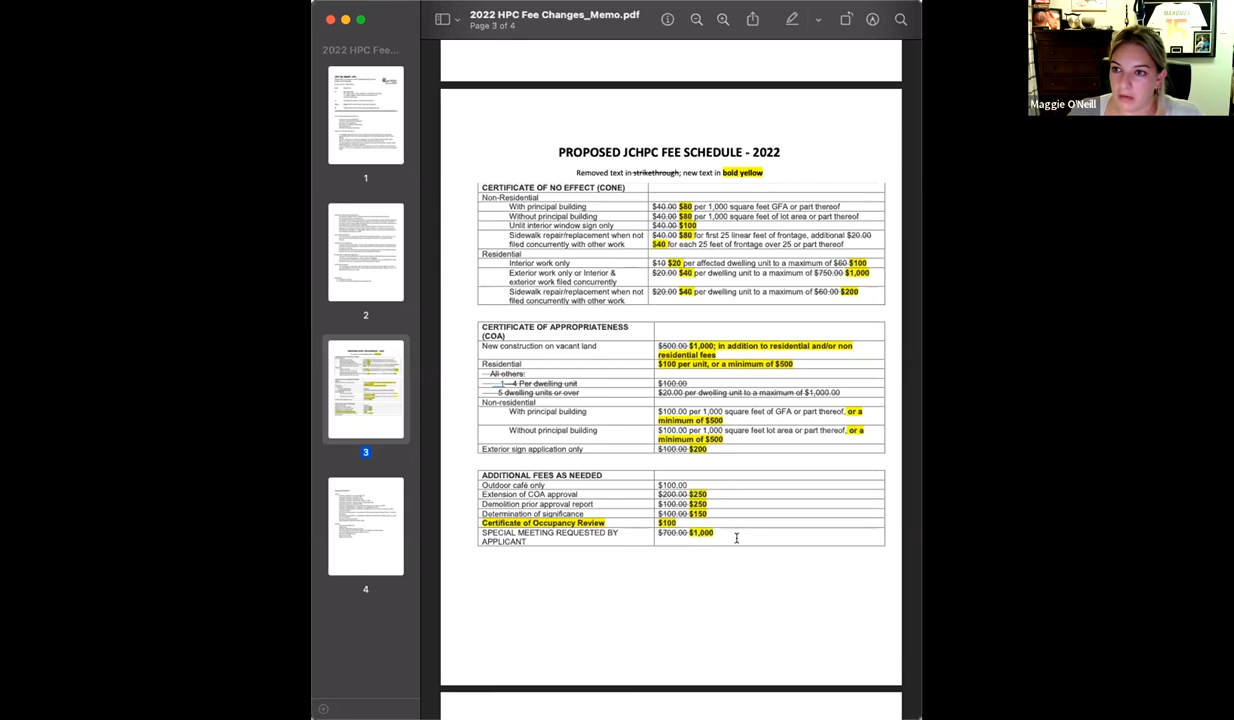 2022 HPC Fee Changes_Memo.pdf
Page 3 of 4
2022 HPC Fee...
1
2
3
4
PROPOSED JCHPC FEE SCHEDULE - 2022
Removed text in strikethrough; new text in bold yellow
CERTIFICATE OF NO EFFECT (CONE)
Non-Residential
With principal building $40.00 $80 per 1,000 square feet GFA or part thereof
Without principal building $40.00 $80 per 1,000 square feet of lot area or part thereof
Unlit interior window sign only $40.00 $100
Sidewalk repair/replacement when not $40.00 $80 for first 25 linear feet of frontage, additional $20.00
filed concurrently with other work $40 for each 25 feet of frontage over 25 or part thereof
Residential
Interior work only $10 $20 per affected dwelling unit to a maximum of $60 $100
Exterior work only or Interior & $20.00 $40 per dwelling unit to a maximum of $750.00 $1,000
exterior work filed concurrently
Sidewalk repair/replacement when not $20.00 $40 per dwelling unit to a maximum of $60.00 $200
filed concurrently with other work
CERTIFICATE OF APPROPRIATENESS
(COA)
New construction on vacant land $500.00 $1,000; in addition to residential and/or non
residential fees
Residential $100 per unit, or a minimum of $500
All others:
1-4 Per dwelling unit $100.00
5 dwelling units or over $20.00 per dwelling unit to a maximum of $1,000.00
Non-residential
With principal building $100.00 per 1,000 square feet of GFA or part thereof, or a
minimum of $500
Without principal building $100.00 per 1,000 square feet lot area or part thereof, or a
minimum of $500
Exterior sign application only $100.00 $200
ADDITIONAL FEES AS NEEDED
Outdoor café only $100.00
Extension of COA approval $200.00 $250
Demolition prior approval report $100.00 $250
Determination of significance $100.00 $150
Certificate of Occupancy Review $100
SPECIAL MEETING REQUESTED BY $700.00 $1,000
APPLICANT
Maggie O'Neill
15